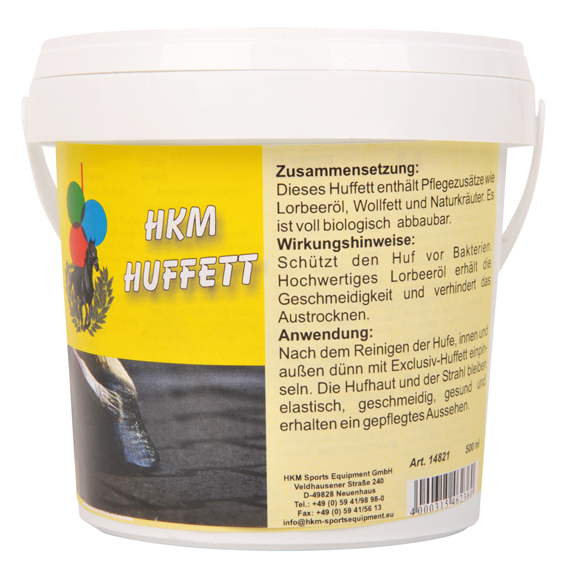 HKM
HUFFETT
Zusammensetzung:
Dieses Huffett enthält Pflegezusätze wie
Lorbeeröl, Wollfett und Naturkräuter. Es
ist voll biologisch abbaubar.
Wirkungshinweise:
Schützt den Huf vor Bakterien.
Hochwertiges Lorbeeröl erhält die
Geschmeidigkeit und verhindert das
Austrocknen.
Anwendung:
Nach dem Reinigen der Hufe, innen und
außen dünn mit Exclusiv-Huffett einpin-
seln. Die Hufhaut und der Strahl bleiben
elastisch, geschmeidig, gesund und
erhalten ein gepflegtes Aussehen.
Art. 14821 500 ml
HKM Sports Equipment GmbH
Veldhausener Straße 240
D-49828 Neuenhaus
Tel.: +49 (0) 59 41/98 98-0
Fax: +49 (0) 59 41/56 13
info@hkm-sportsequipment.eu